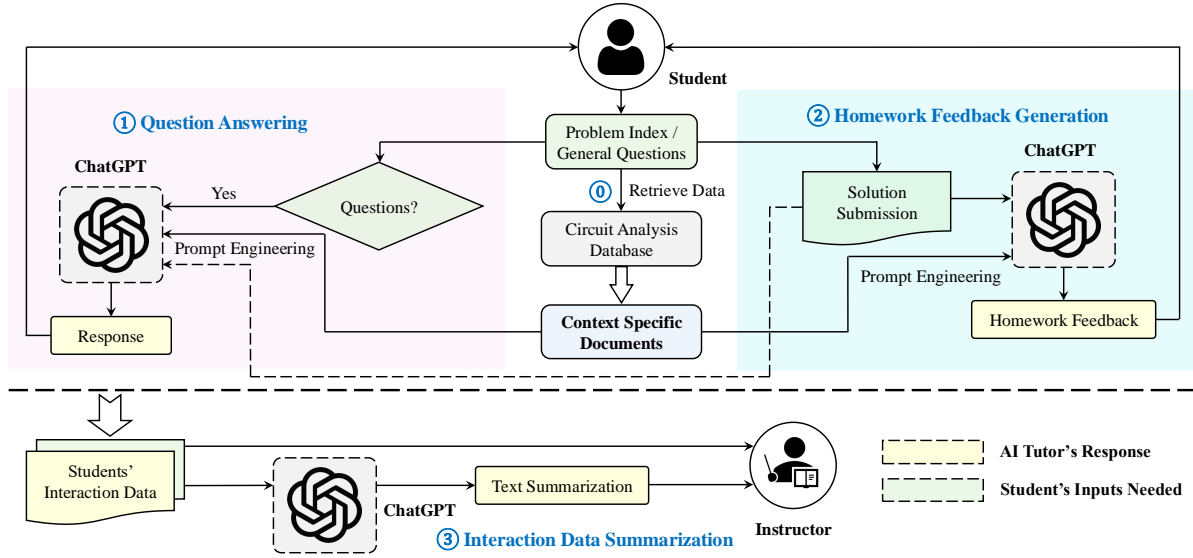 Student
① Question Answering
② Homework Feedback Generation
Problem Index /
General Questions
ChatGPT
ChatGPT
Yes
Questions?
⓪ Retrieve Data
Solution
Submission
Circuit Analysis
Database
Prompt Engineering
Prompt Engineering
Context Specific
Documents
Response
Homework Feedback
Students'
Interaction Data
ChatGPT
Text Summarization
Instructor
③ Interaction Data Summarization
AI Tutor's Response
Student's Inputs Needed